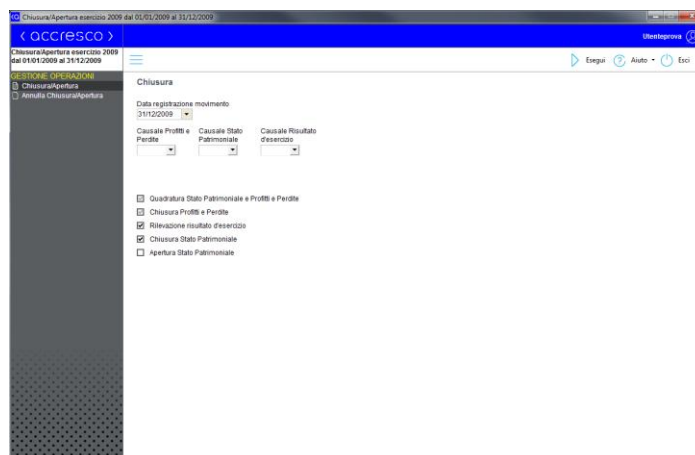 Chiusura/Apertura esercizio 2009 dal 01/01/2009 al 31/12/2009
< accresco >
Utenteprova
Chiusura/Apertura esercizio 2009
dal 01/01/2009 al 31/12/2009
Esegui
Aiuto
Esci
GESTIONE OPERAZIONI
Chiusura/Apertura
Annulla Chiusura/Apertura
Chiusura
Data registrazione movimento
31/12/2009
Causale Profitti e
Perdite
Causale Stato
Patrimoniale
Causale Risultato
d'esercizio
Quadratura Stato Patrimoniale e Profitti e Perdite
Chiusura Profitti e Perdite
Rilevazione risultato d'esercizio
Chiusura Stato Patrimoniale
Apertura Stato Patrimoniale